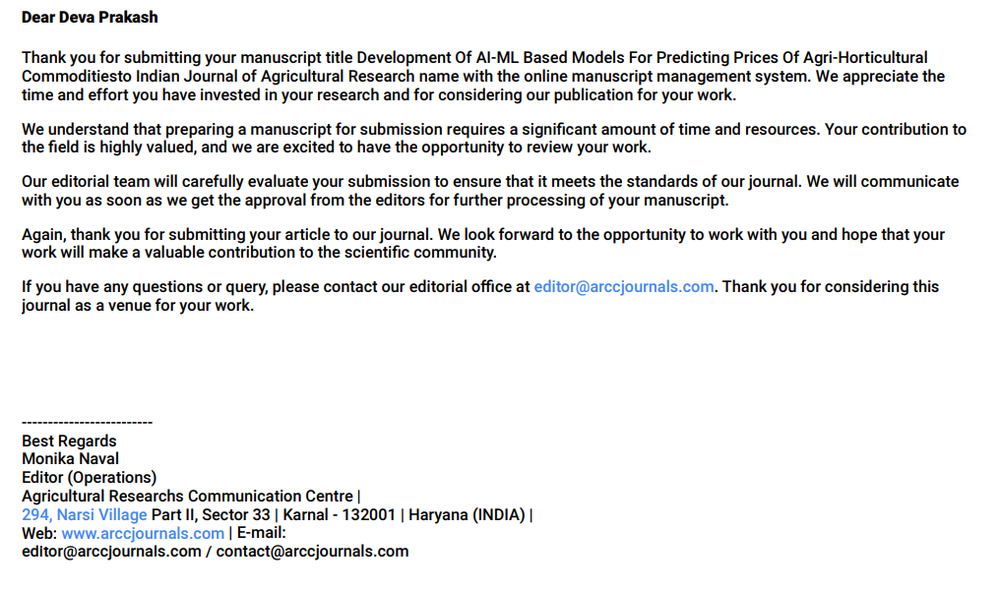 Dear Deva Prakash
Thank you for submitting your manuscript title Development Of AI-ML Based Models For Predicting Prices Of Agri-Horticultural
Commoditiesto Indian Journal of Agricultural Research name with the online manuscript management system. We appreciate the
time and effort you have invested in your research and for considering our publication for your work.
We understand that preparing a manuscript for submission requires a significant amount of time and resources. Your contribution to
the field is highly valued, and we are excited to have the opportunity to review your work.
Our editorial team will carefully evaluate your submission to ensure that it meets the standards of our journal. We will communicate
with you as soon as we get the approval from the editors for further processing of your manuscript.
Again, thank you for submitting your article to our journal. We look forward to the opportunity to work with you and hope that your
work will make a valuable contribution to the scientific community.
If you have any questions or query, please contact our editorial office at editor@arccjournals.com. Thank you for considering this
journal as a venue for your work.
-------------------------
Best Regards
Monika Naval
Editor (Operations)
Agricultural Researchs Communication Centre |
294, Narsi Village Part II, Sector 33 | Karnal - 132001 | Haryana (INDIA) |
Web: www.arccjournals.com | E-mail:
editor@arccjournals.com / contact@arccjournals.com